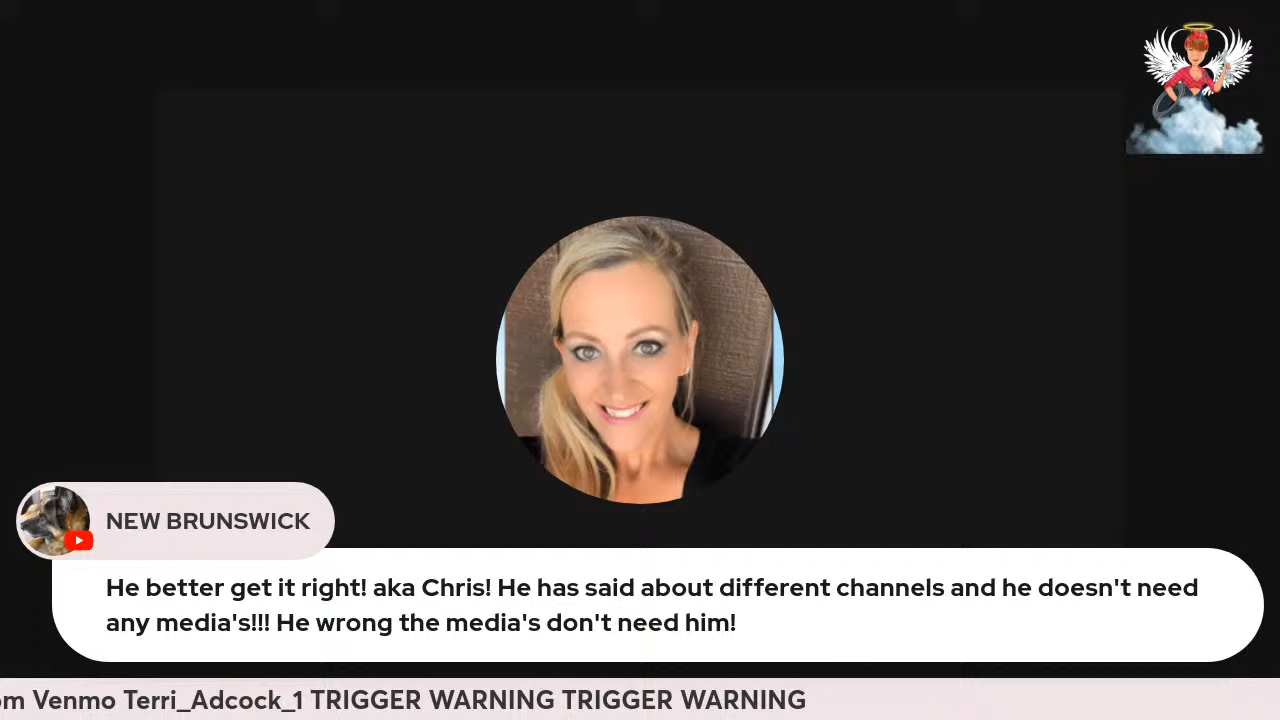 NEW BRUNSWICK
He better get it right! aka Chris! He has said about different channels and he doesn't need
any media's!!! He wrong the media's don't need him!
om Venmo Terri_Adcock_1 TRIGGER WARNING TRIGGER WARNING